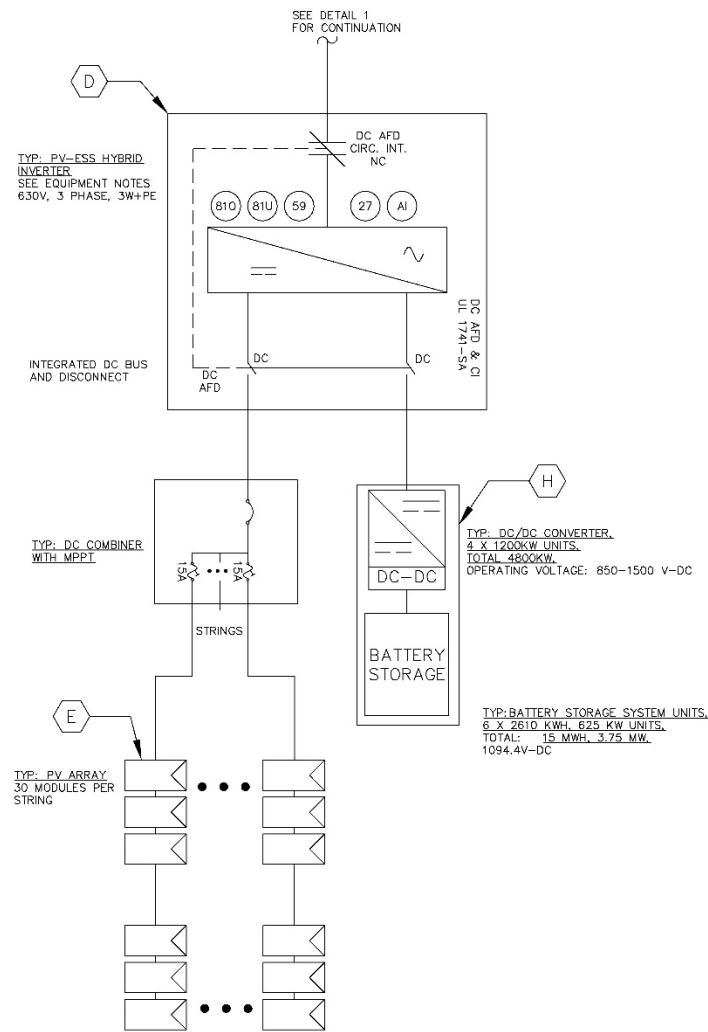 SEE DETAIL 1
FOR CONTINUATION
D
DC AFD
CIRC. INT.
NC
TYP: PV-ESS HYBRID
INVERTER
SEE EQUIPMENT NOTES
630V, 3 PHASE, 3W+PE
81O
81U
59
27
AI
DC AFD & CI
UL 1741-SA
INTEGRATED DC BUS
AND DISCONNECT
DC
DC
DC
AFD
H
TYP: DC COMBINER
WITH MPPT
15A
15A
STRINGS
DC-DC
TYP: DC/DC CONVERTER,
4 X 1200KW UNITS,
TOTAL 4800KW,
OPERATING VOLTAGE: 850-1500 V-DC
BATTERY
STORAGE
E
TYP:BATTERY STORAGE SYSTEM UNITS,
6 X 2610 KWH, 625 KW UNITS,
TOTAL: 15 MWH, 3.75 MW,
1094.4V-DC
TYP: PV ARRAY
30 MODULES PER
STRING